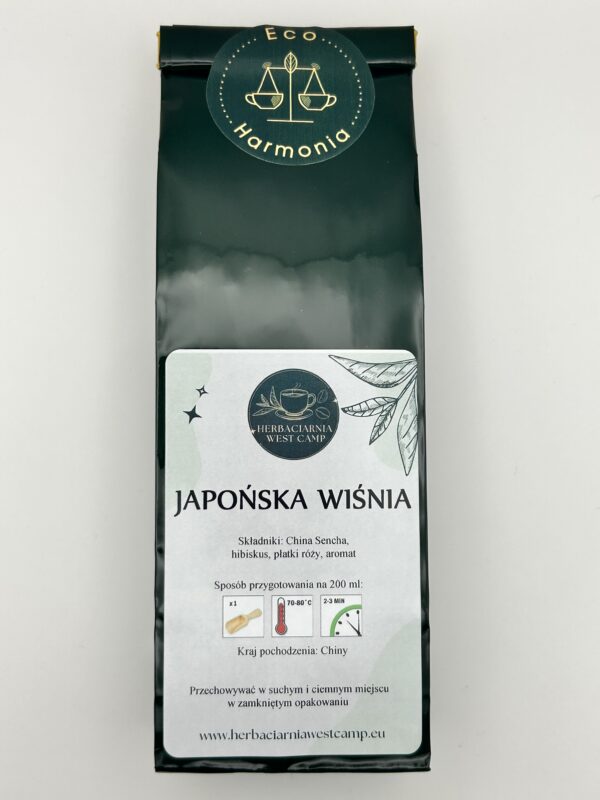 Eco
Harmonia
HERBACIARNIA
WEST CAMP
JAPOŃSKA WIŚNIA
Składniki: China Sencha,
hibiskus, płatki róży, aromat
Sposób przygotowania na 200 ml:
x1
70-80°C
2-3 MIN
Kraj pochodzenia: Chiny
Przechowywać w suchym i ciemnym miejscu
w zamkniętym opakowaniu
www.herbaciarniawestcamp.eu